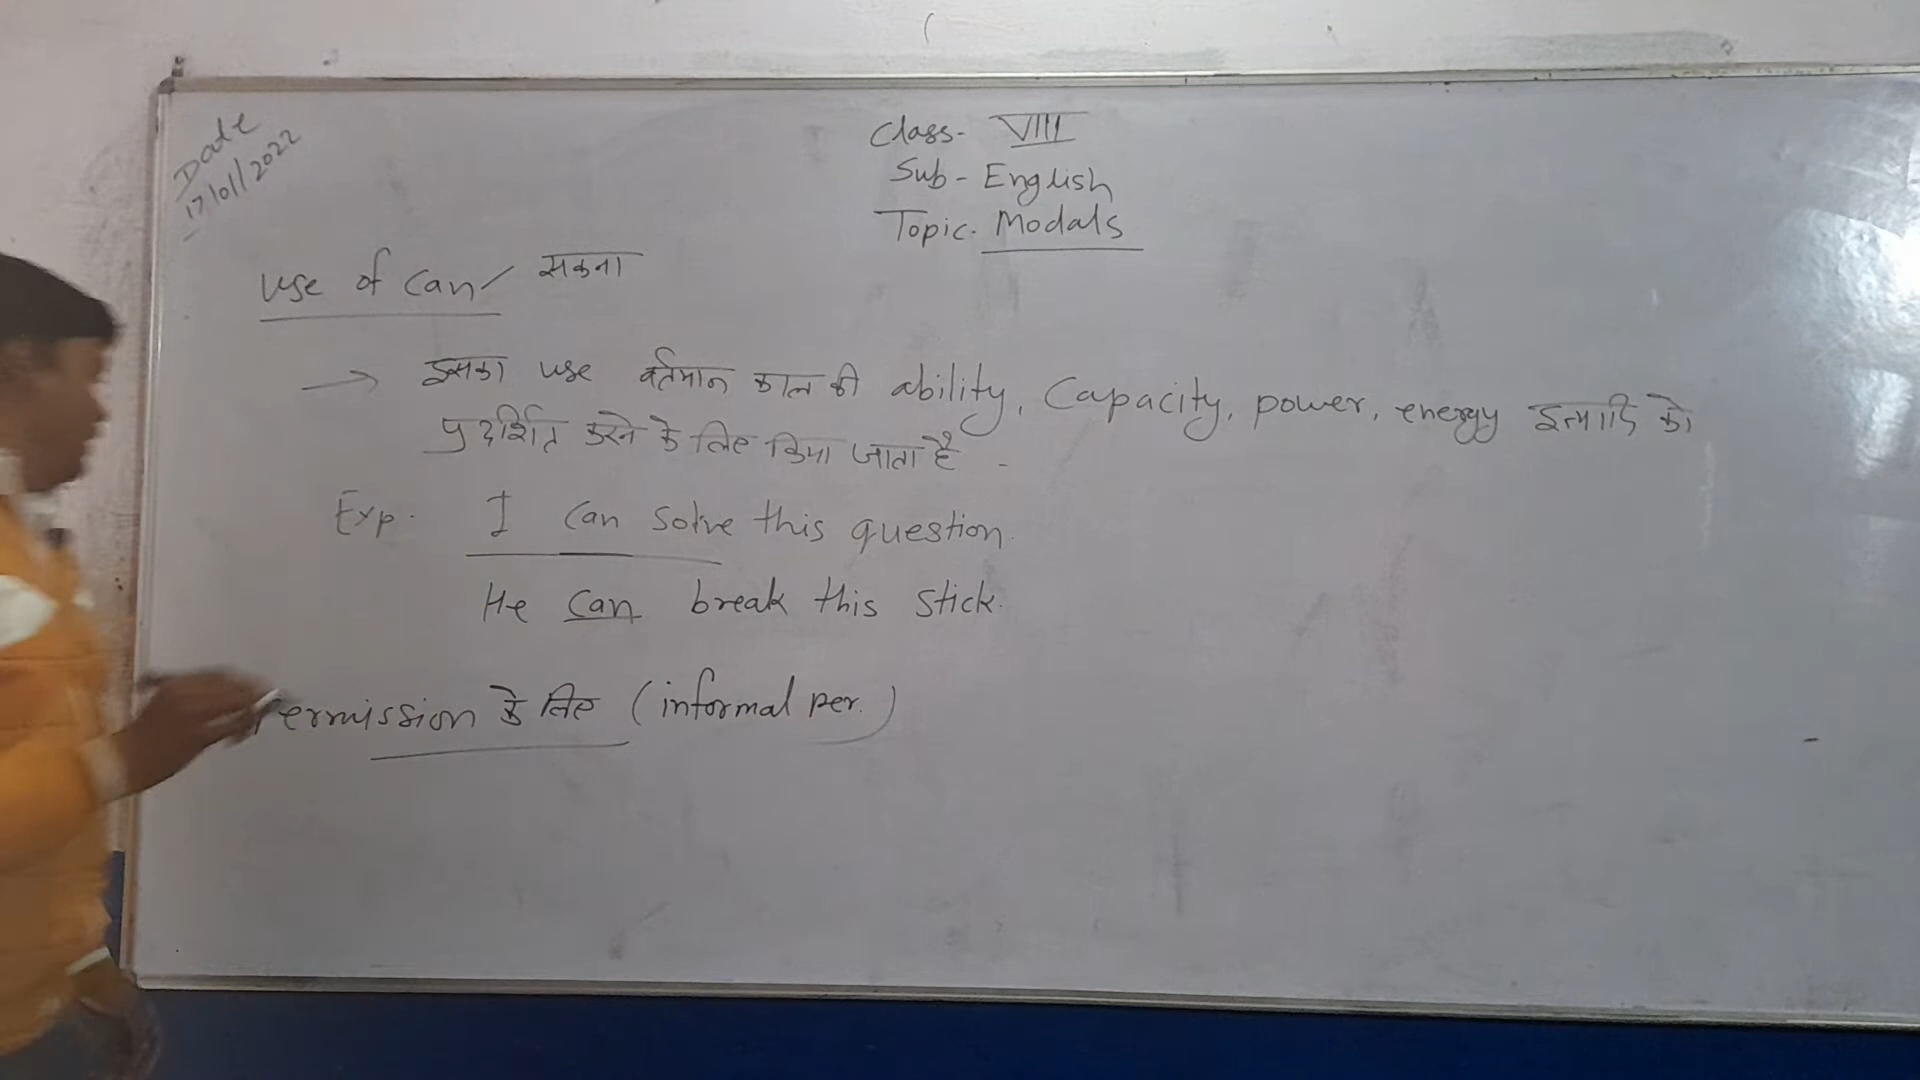 Date
17/01/2022
Class- VIII
Sub- English
Topic. Modals
Use of Can/ सकना
→ इसका use वर्तमान काल की ability, Capacity, power, energy इत्यादि को
प्रदर्शित करने के लिए किया जाता है -
Exp. I can solve this question.
He can break this stick.
Permission के लिए (informal per.)